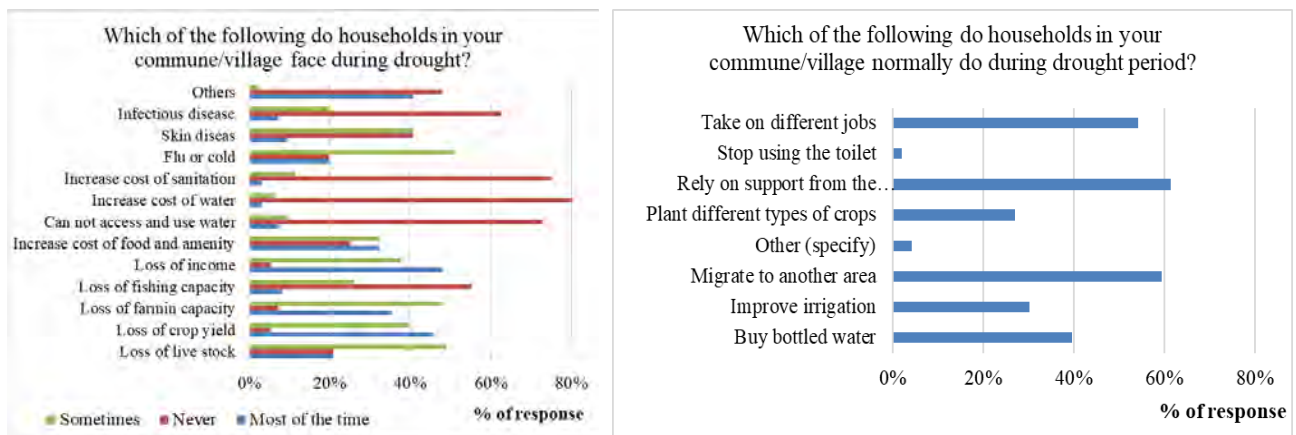 Which of the following do households in your
commune/village face during drought?
Others
Infectious disease
Skin diseas
Flu or cold
Increase cost of sanitation
Increase cost of water
Can not access and use water
Increase cost of food and amenity
Loss of income
Loss of fishing capacity
Loss of farmin capacity
Loss of crop yield
Loss of live stock
0% 20% 40% 60% 80%
Sometimes Never Most of the time
% of response
Which of the following do households in your
commune/village normally do during drought period?
Take on different jobs
Stop using the toilet
Rely on support from the…
Plant different types of crops
Other (specify)
Migrate to another area
Improve irrigation
Buy bottled water
0% 20% 40% 60% 80%
% of response